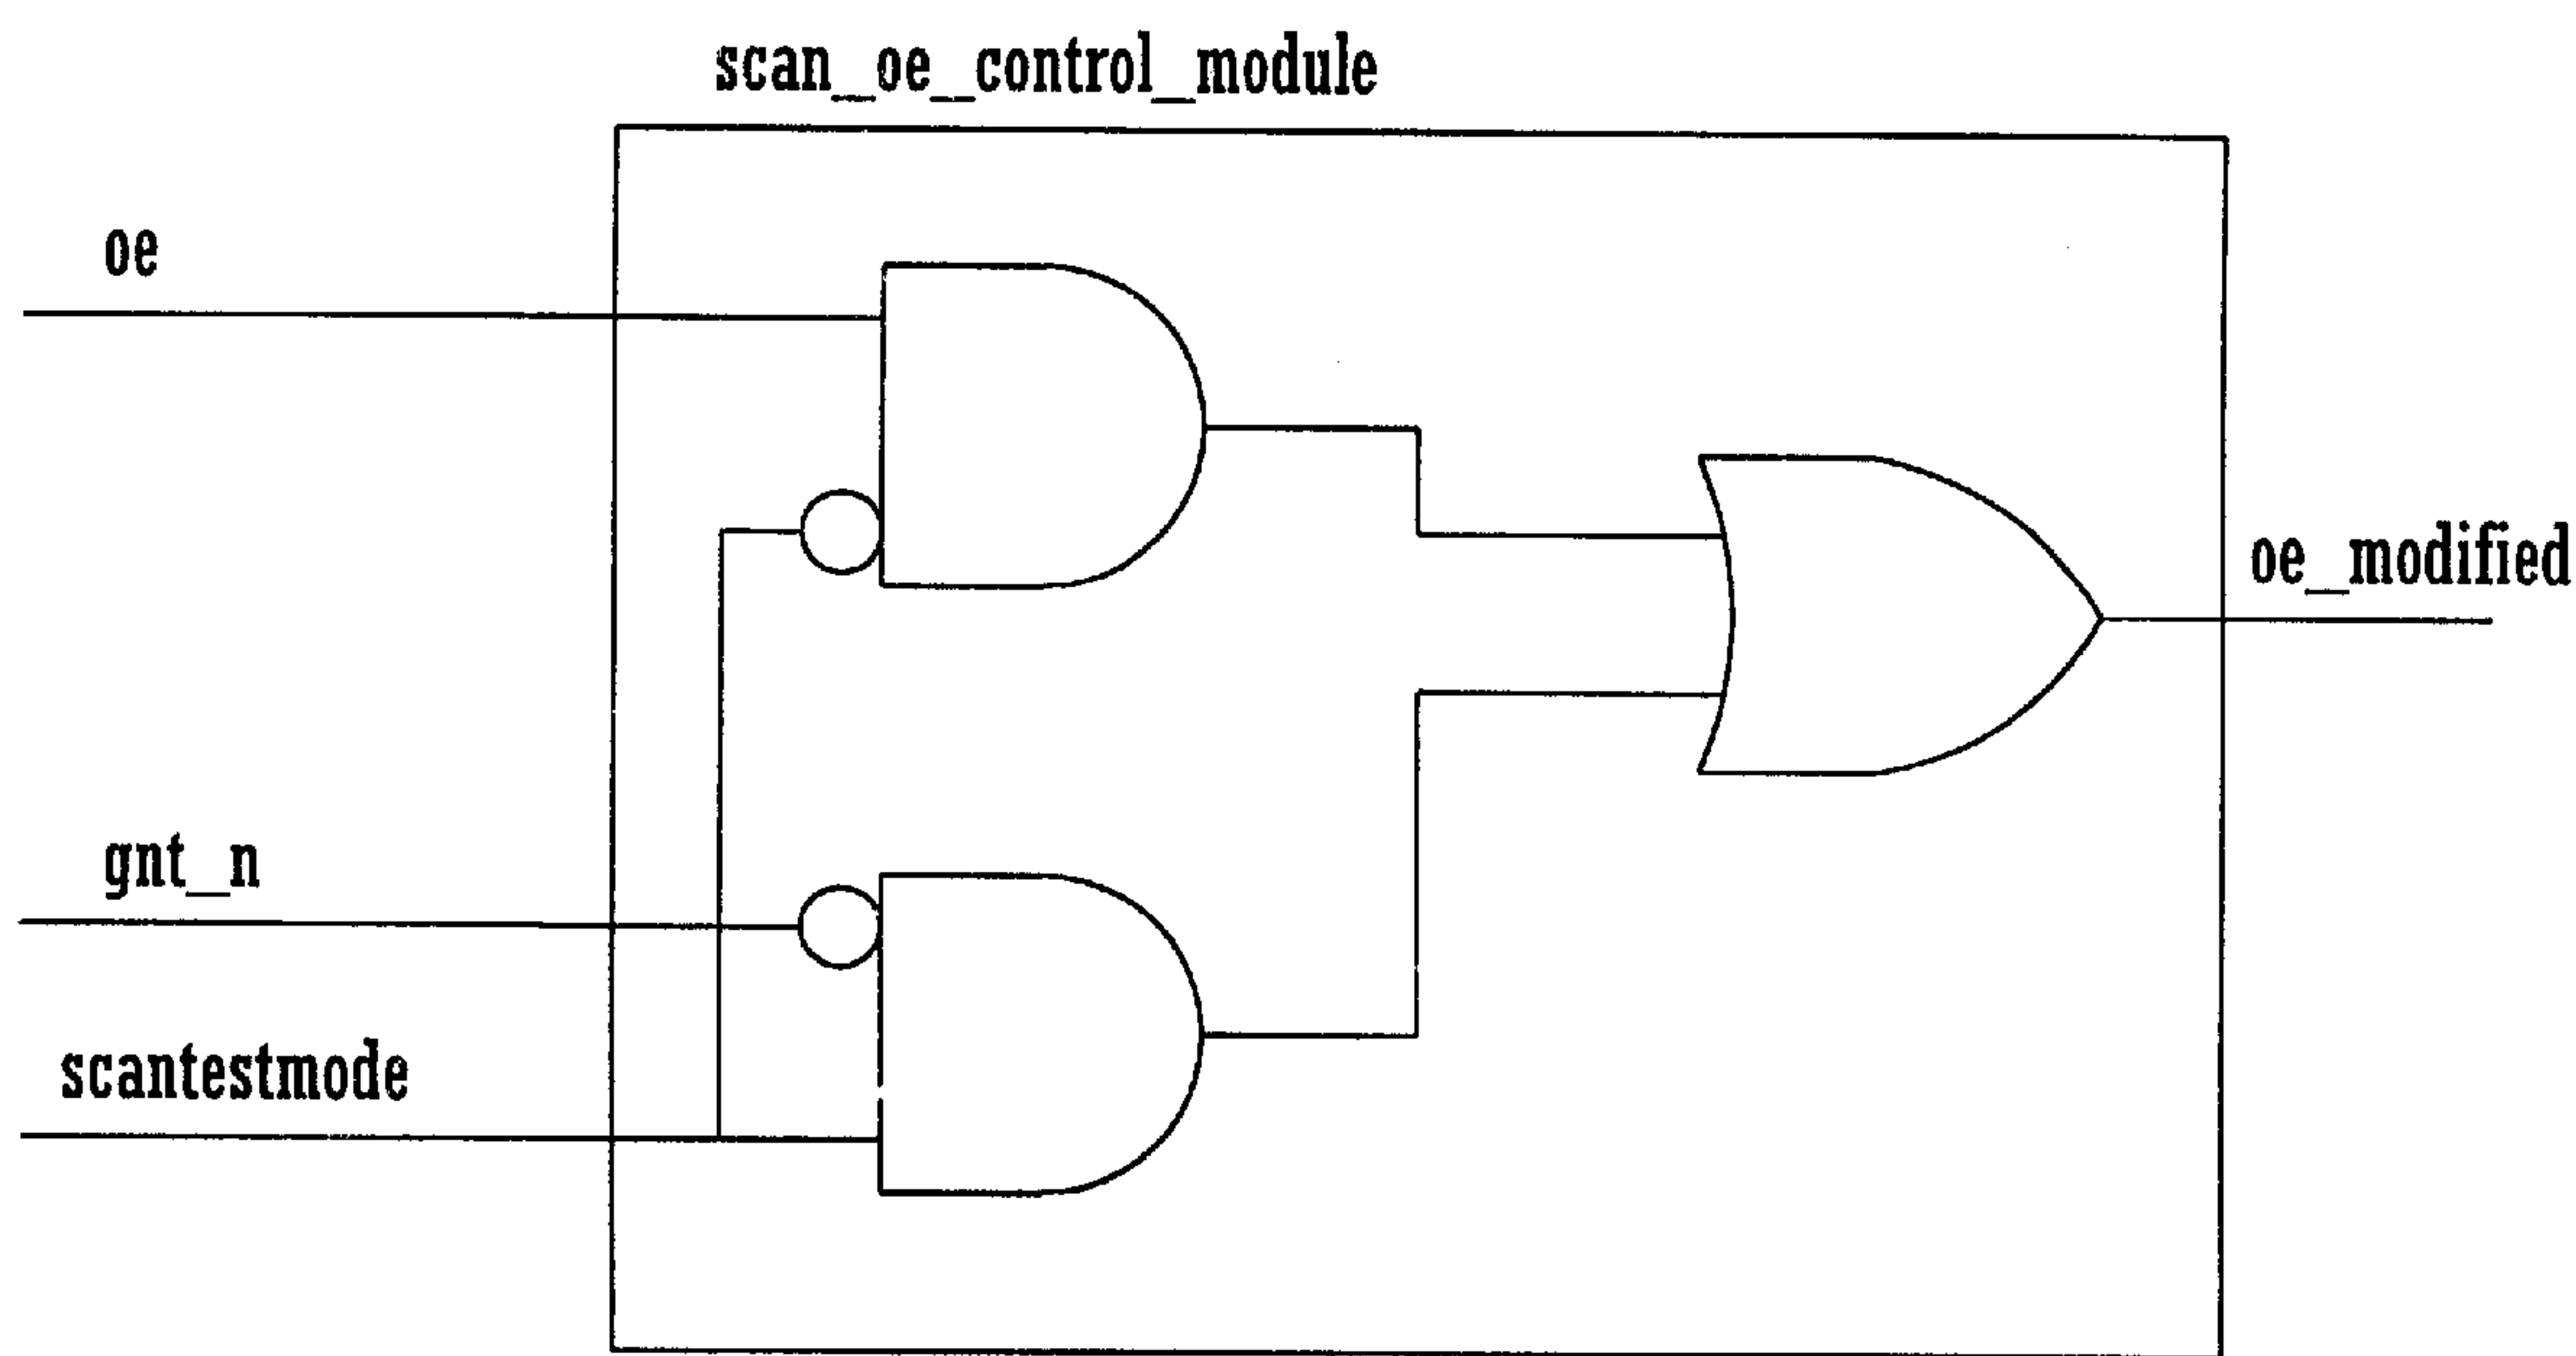 scan_oe_control_module
oe
oe_modified
gnt_n
scantestmode